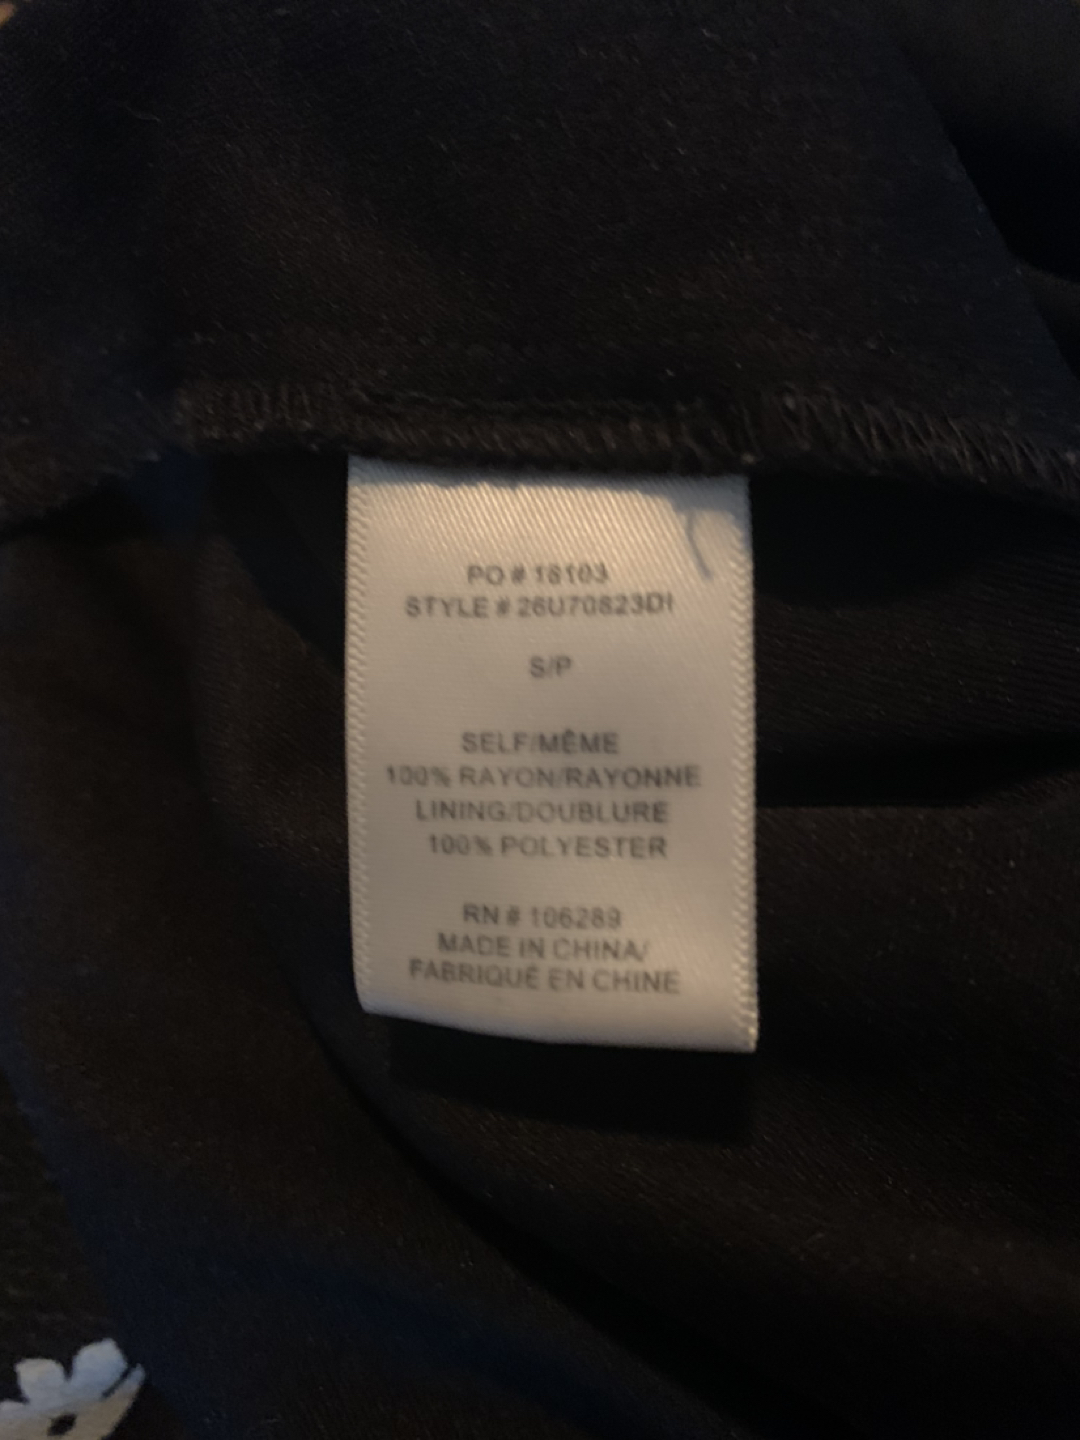 PO # 18103
STYLE # 26U70823DI
S/P
SELF/MÊME
100% RAYON/RAYONNE
LINING/DOUBLURE
100% POLYESTER
RN # 106289
MADE IN CHINA/
FABRIQUÉ EN CHINE